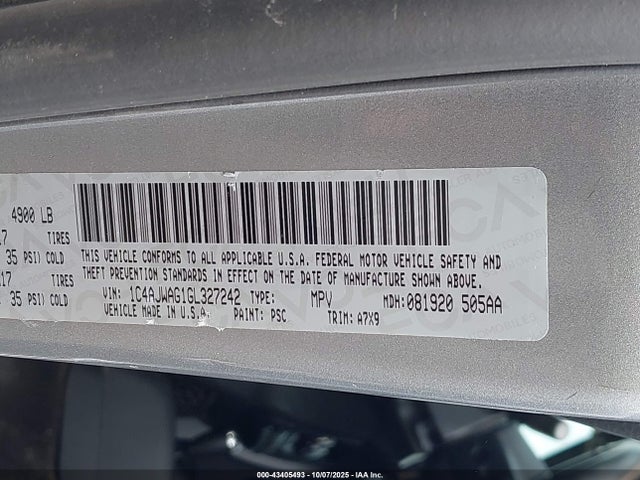 4900 LB
17 TIRES
35 PSI) COLD
17 TIRES
35 PSI) COLD
THIS VEHICLE CONFORMS TO ALL APPLICABLE U.S.A. FEDERAL MOTOR VEHICLE SAFETY AND
THEFT PREVENTION STANDARDS IN EFFECT ON THE DATE OF MANUFACTURE SHOWN ABOVE.
VIN: 1C4AJWAG1GL327242 TYPE: MPV MDH: 081920 505AA
VEHICLE MADE IN U.S.A. PAINT: PSC TRIM: A7X9
000-43405493 - 10/07/2025 - IAA Inc.